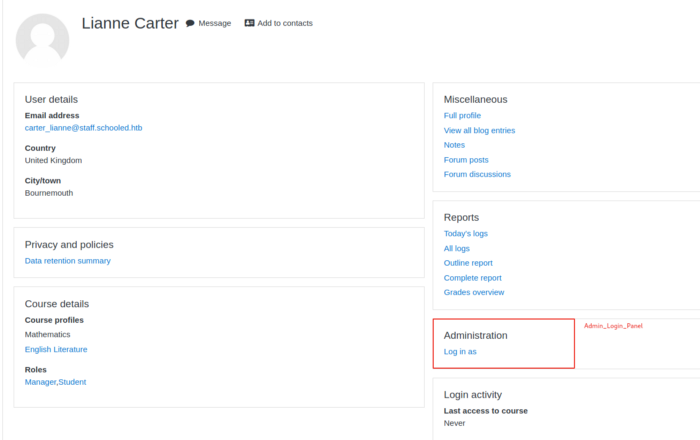 Lianne Carter Message Add to contacts
User details
Email address
carter_lianne@staff.schooled.htb
Country
United Kingdom
City/town
Bournemouth
Privacy and policies
Data retention summary
Course details
Course profiles
Mathematics
English Literature
Roles
Manager,Student
Miscellaneous
Full profile
View all blog entries
Notes
Forum posts
Forum discussions
Reports
Today's logs
All logs
Outline report
Complete report
Grades overview
Administration
Log in as
Admin_Login_Panel
Login activity
Last access to course
Never